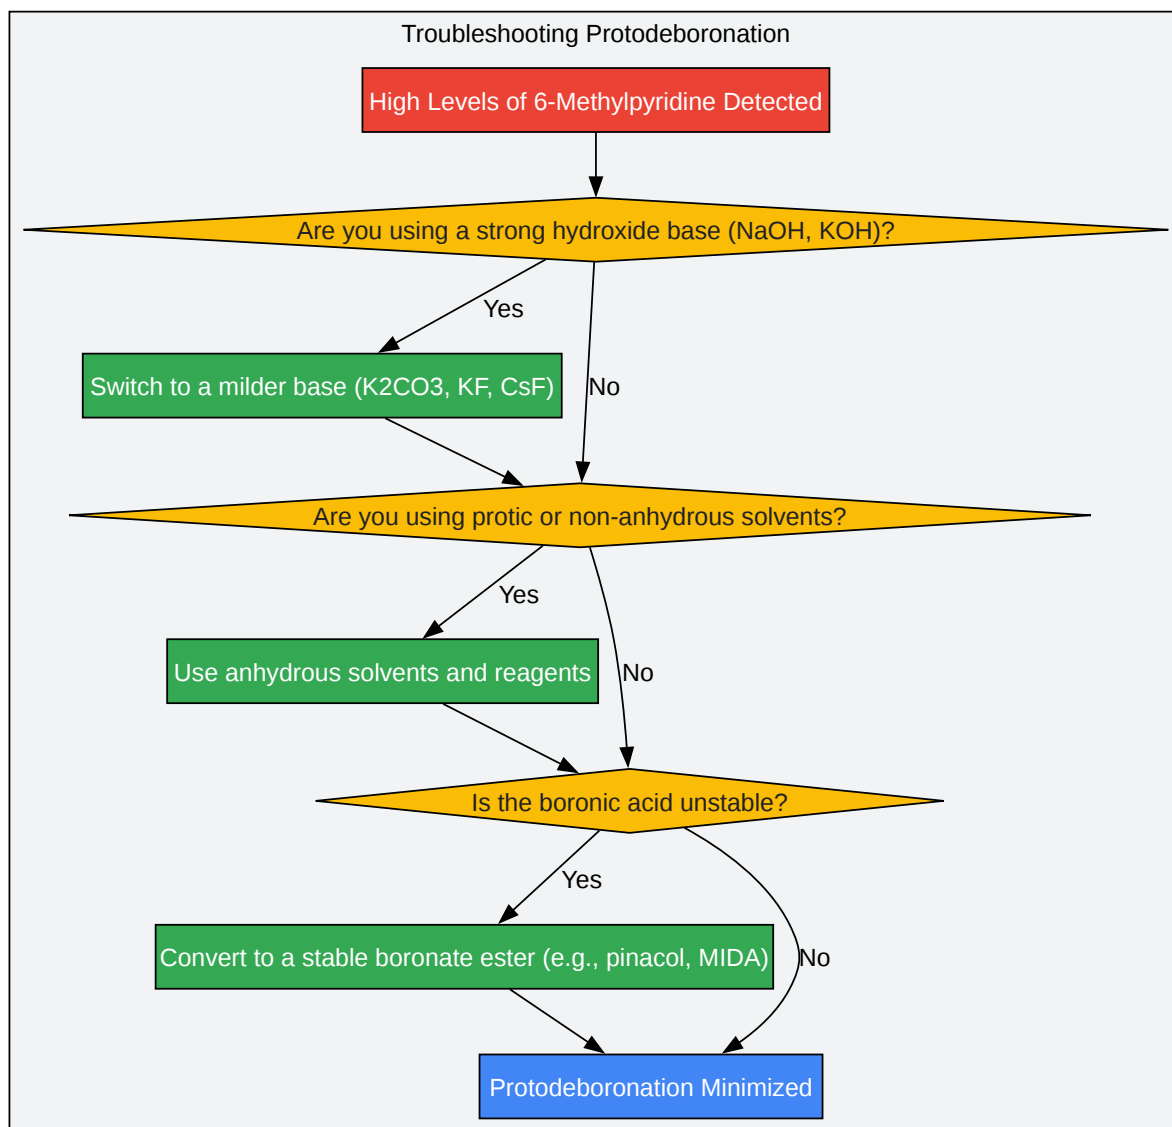 Troubleshooting Protodeboronation
High Levels of 6-Methylpyridine Detected
Are you using a strong hydroxide base (NaOH, KOH)?
Yes
Switch to a milder base (K2CO3, KF, CsF)
No
Are you using protic or non-anhydrous solvents?
Yes
Use anhydrous solvents and reagents
No
Is the boronic acid unstable?
Yes
Convert to a stable boronate ester (e.g., pinacol, MIDA)
No
Protodeboronation Minimized